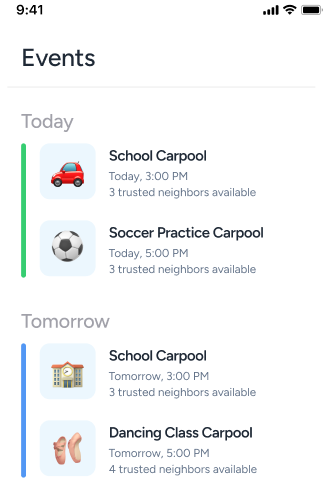 9:41
Events
Today
School Carpool
Today, 3:00 PM
3 trusted neighbors available
Soccer Practice Carpool
Today, 5:00 PM
3 trusted neighbors available
Tomorrow
School Carpool
Tomorrow, 3:00 PM
3 trusted neighbors available
Dancing Class Carpool
Tomorrow, 5:00 PM
4 trusted neighbors available